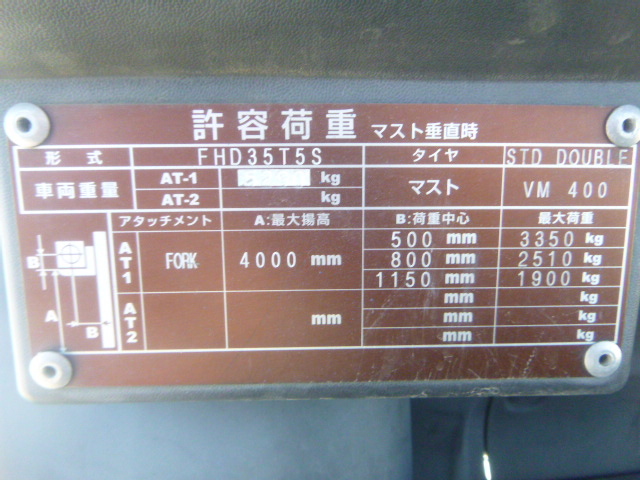 許容荷重 マスト垂直時
形式 FHD35T5S タイヤ STD DOUBLE
車両重量 AT-1 kg マスト VM 400
AT-2 kg
アタッチメント A:最大揚高 B:荷重中心 最大荷重
AT1 FORK 4000 mm 500 mm 3350 kg
800 mm 2510 kg
1150 mm 1900 kg
AT2 mm mm kg
mm kg
B
A
B